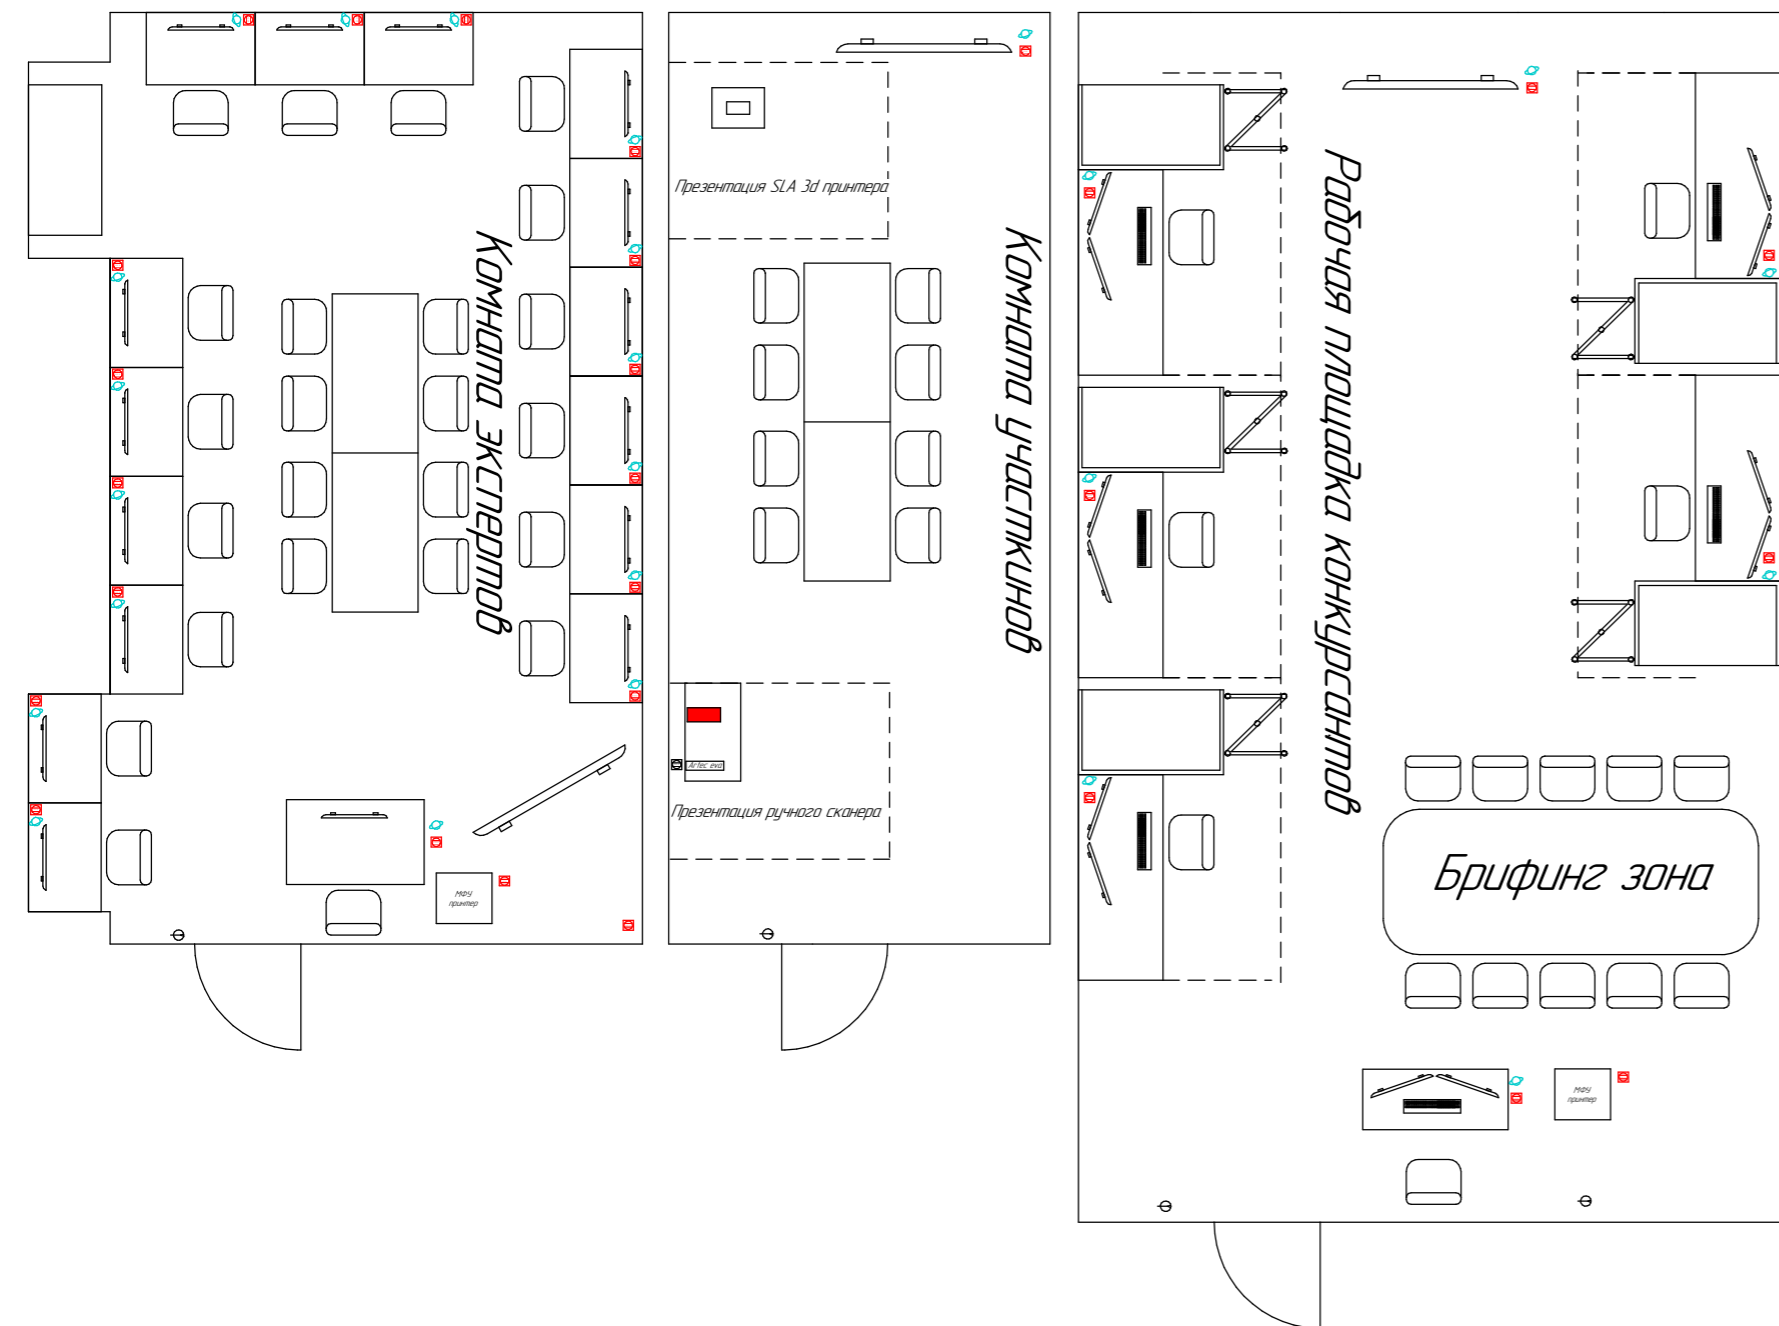 Комната экспертов
МФУ
принтер
Презентация SLA 3d принтера
Комната участкинов
Artec eva
Презентация ручного сканера
Рабочая площадка конкурсантов
Брифинг зона
МФУ
принтер